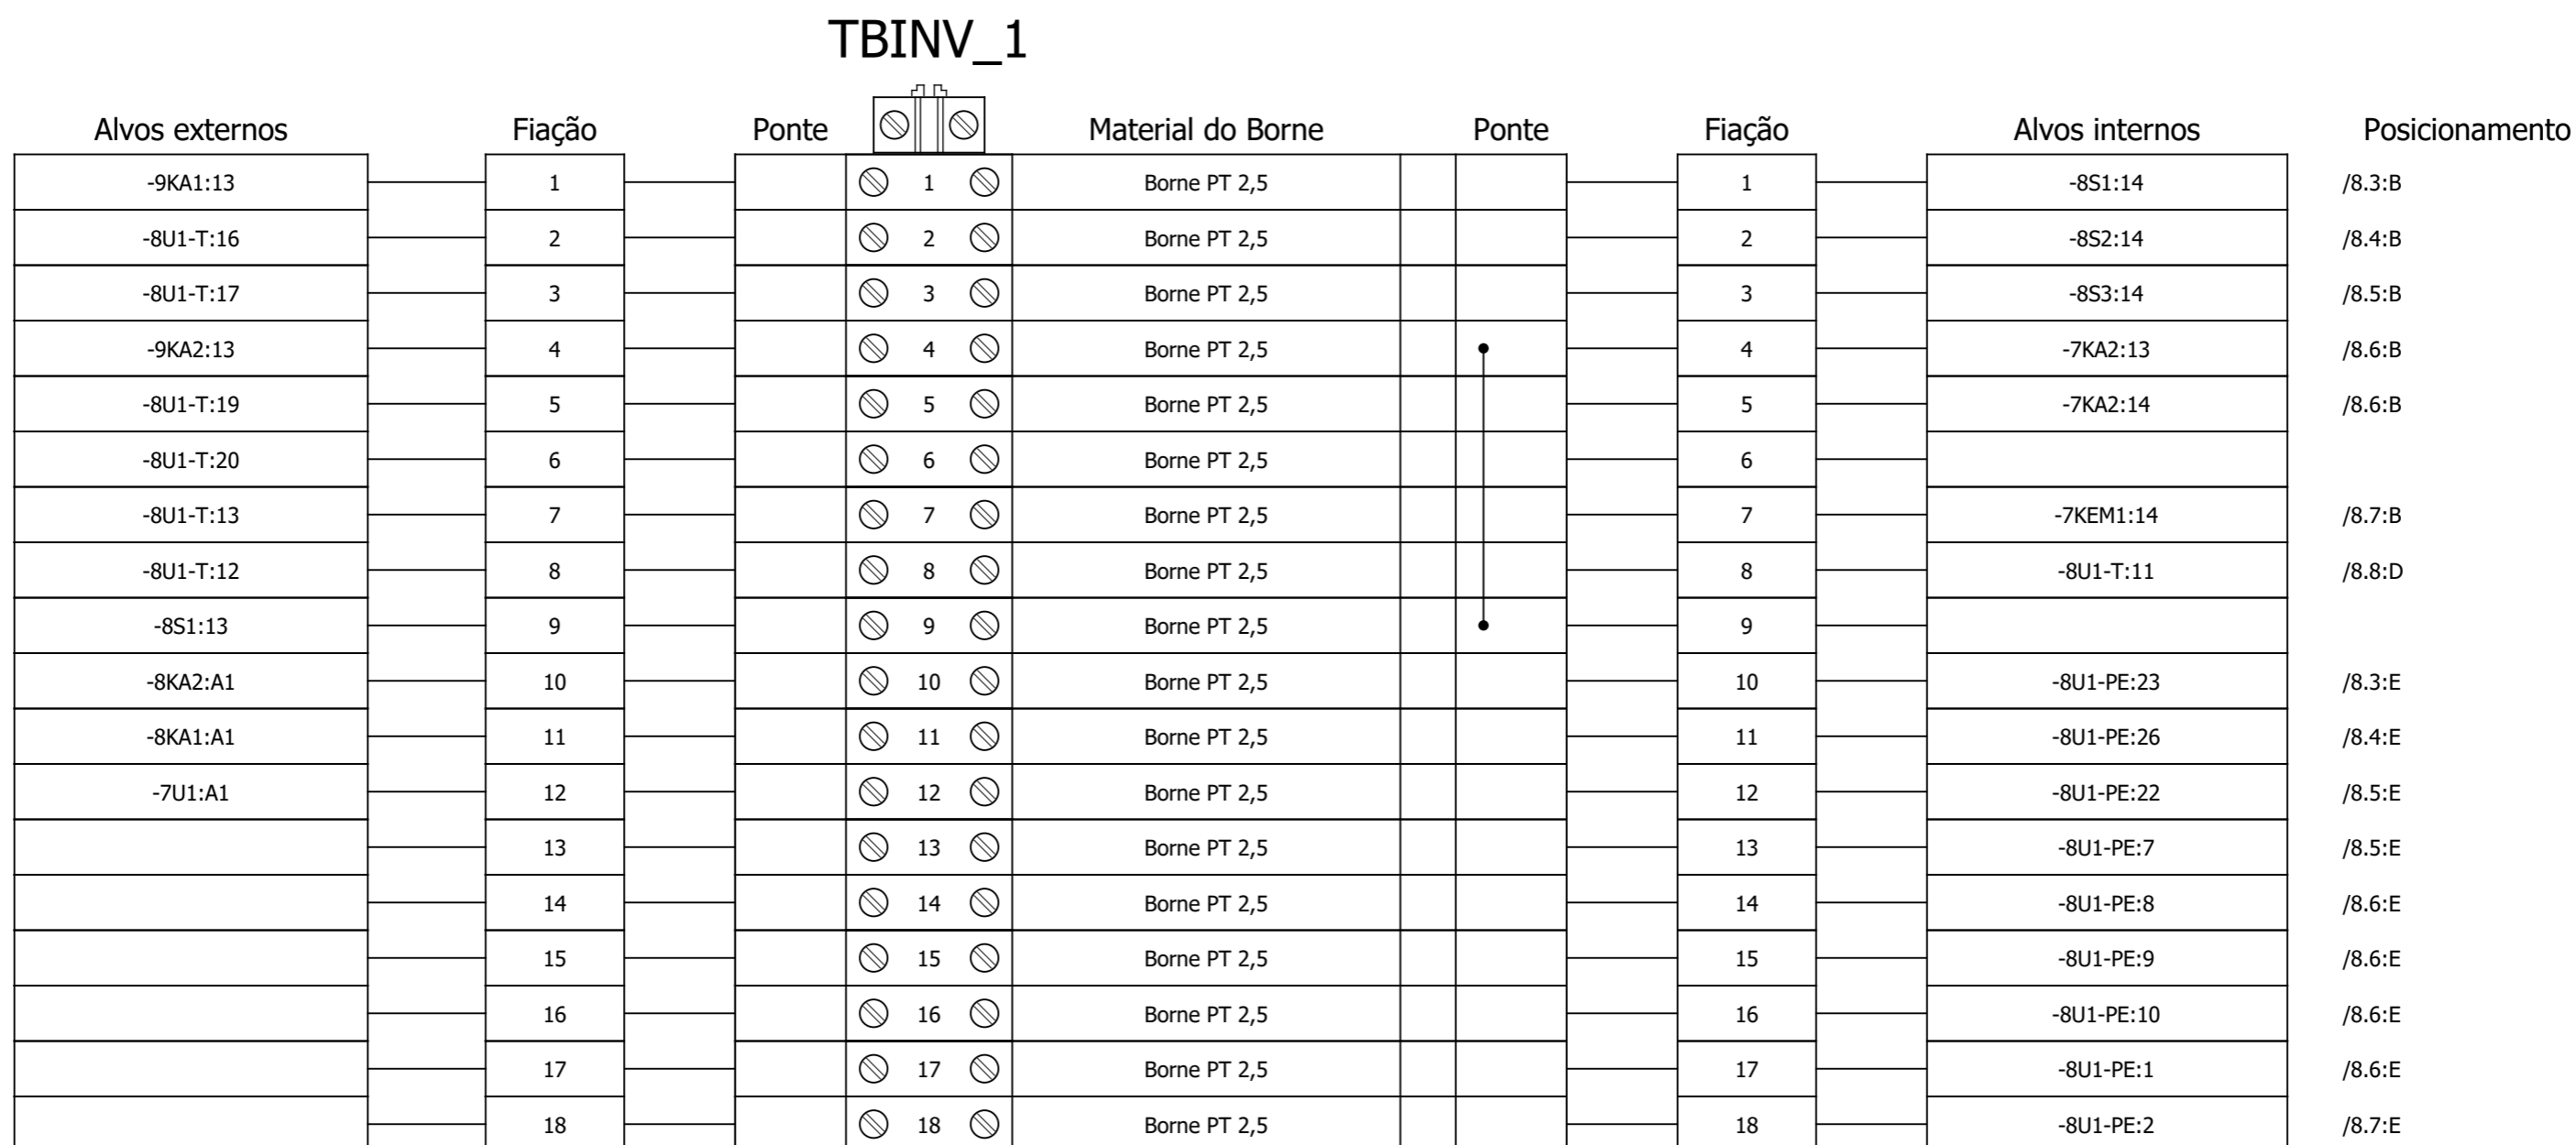 TBINV_1
Alvos externos Fiação Ponte Material do Borne Ponte Fiação Alvos internos Posicionamento
-9KA1:13 1 1 Borne PT 2,5 1 -8S1:14 /8.3:B
-8U1-T:16 2 2 Borne PT 2,5 2 -8S2:14 /8.4:B
-8U1-T:17 3 3 Borne PT 2,5 3 -8S3:14 /8.5:B
-9KA2:13 4 4 Borne PT 2,5 4 -7KA2:13 /8.6:B
-8U1-T:19 5 5 Borne PT 2,5 5 -7KA2:14 /8.6:B
-8U1-T:20 6 6 Borne PT 2,5 6
-8U1-T:13 7 7 Borne PT 2,5 7 -7KEM1:14 /8.7:B
-8U1-T:12 8 8 Borne PT 2,5 8 -8U1-T:11 /8.8:D
-8S1:13 9 9 Borne PT 2,5 9
-8KA2:A1 10 10 Borne PT 2,5 10 -8U1-PE:23 /8.3:E
-8KA1:A1 11 11 Borne PT 2,5 11 -8U1-PE:26 /8.4:E
-7U1:A1 12 12 Borne PT 2,5 12 -8U1-PE:22 /8.5:E
13 13 Borne PT 2,5 13 -8U1-PE:7 /8.5:E
14 14 Borne PT 2,5 14 -8U1-PE:8 /8.6:E
15 15 Borne PT 2,5 15 -8U1-PE:9 /8.6:E
16 16 Borne PT 2,5 16 -8U1-PE:10 /8.6:E
17 17 Borne PT 2,5 17 -8U1-PE:1 /8.6:E
18 18 Borne PT 2,5 18 -8U1-PE:2 /8.7:E